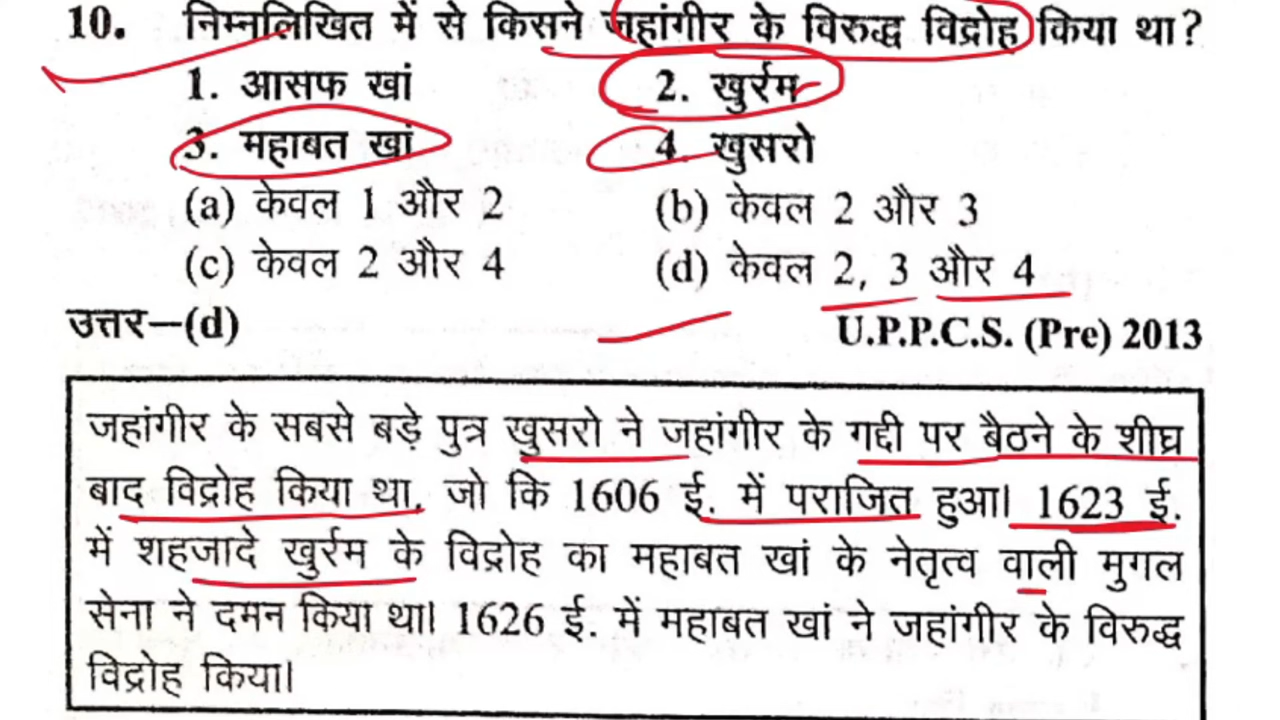 10. निम्नलिखित में से किसने जहांगीर के विरुद्ध विद्रोह किया था?
1. आसफ खां 2. खुर्रम
3. महाबत खां 4. खुसरो
(a) केवल 1 और 2 (b) केवल 2 और 3
(c) केवल 2 और 4 (d) केवल 2, 3 और 4
उत्तर—(d) U.P.P.C.S. (Pre) 2013
जहांगीर के सबसे बड़े पुत्र खुसरो ने जहांगीर के गद्दी पर बैठने के शीघ्र
बाद विद्रोह किया था, जो कि 1606 ई. में पराजित हुआ। 1623 ई.
में शहजादे खुर्रम के विद्रोह का महाबत खां के नेतृत्व वाली मुगल
सेना ने दमन किया था। 1626 ई. में महाबत खां ने जहांगीर के विरुद्ध
विद्रोह किया।